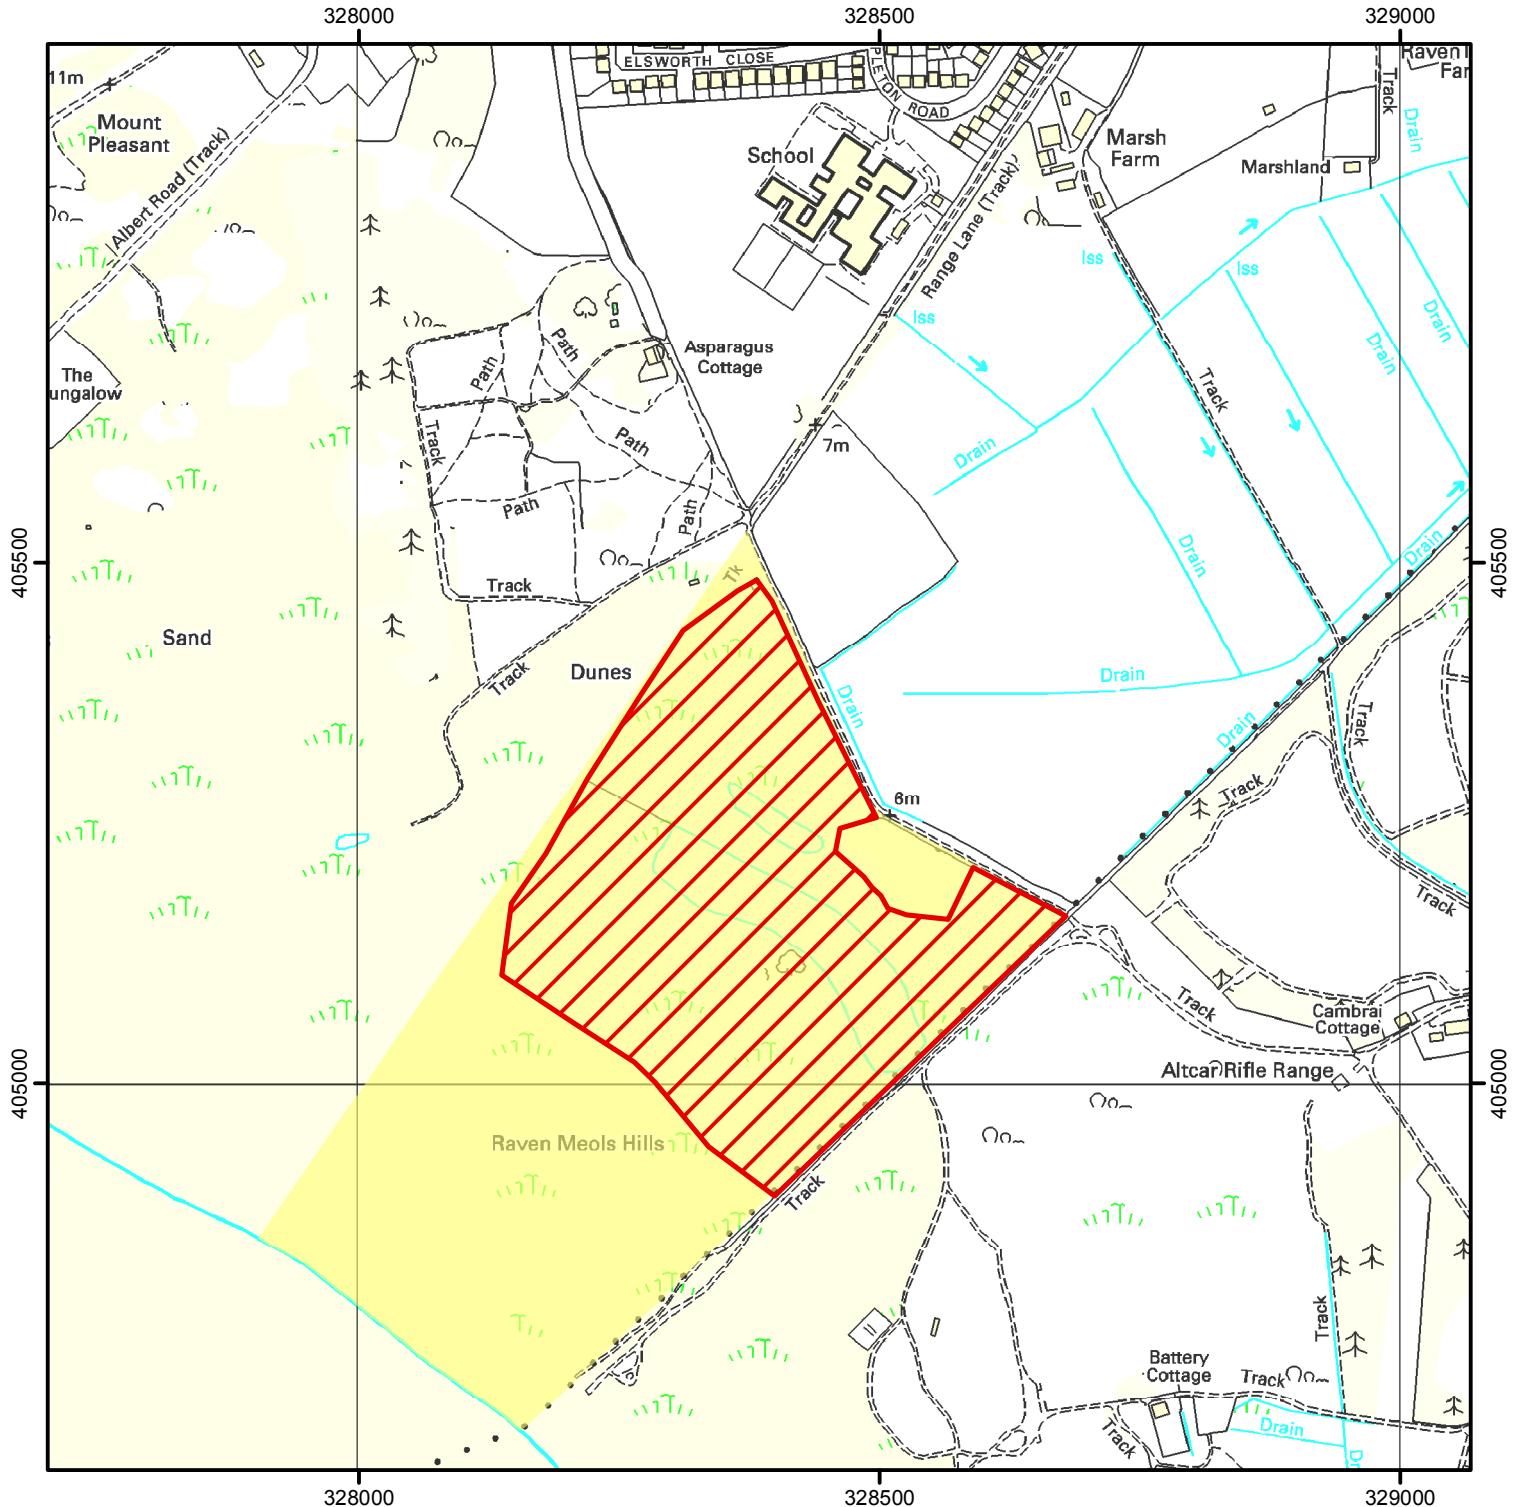 328000
328500
329000
11m
ELSWORTH CLOSE
PLETON ROAD
Raven
Far
Track
Drain
Mount
Pleasant
Albert Road (Track)
School
Marsh
Farm
Marshland
Range Lane (Track)
Iss
Iss
Iss
Drain
Drain
The
ungalow
Path
Path
Asparagus
Cottage
Track
Track
Path
7m
Drain
Path
Path
405500
405500
Drain
Drain
Tk
Track
Sand
Dunes
Track
Drain
Drain
Drain
Track
6m
Track
Track
Track
Cambrai
Cottage
Altcar Rifle Range
405000
405000
Raven Meols Hills
Track
Track
Battery
Cottage
Track
Drain
Track
Dr
328000
328500
329000